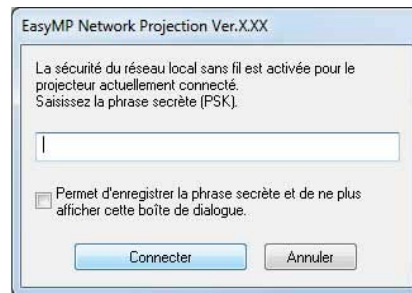 EasyMP Network Projection Ver.X.XX
La sécurité du réseau local sans fil est activée pour le
projecteur actuellement connecté.
Saisissez la phrase secrète (PSK).
Permet d'enregistrer la phrase secrète et de ne plus
afficher cette boîte de dialogue.
Connecter
Annuler